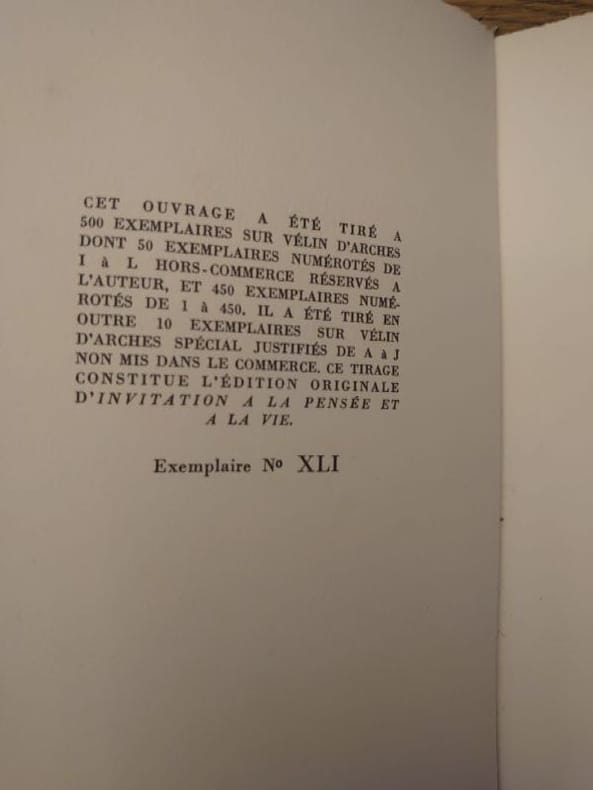 CET OUVRAGE A ÉTÉ TIRÉ A
500 EXEMPLAIRES SUR VÉLIN D'ARCHES
DONT 50 EXEMPLAIRES NUMÉROTÉS DE
I à L HORS-COMMERCE RÉSERVÉS A
L'AUTEUR, ET 450 EXEMPLAIRES NUMÉ-
ROTÉS DE 1 à 450. IL A ÉTÉ TIRÉ EN
OUTRE 10 EXEMPLAIRES SUR VÉLIN
D'ARCHES SPÉCIAL JUSTIFIÉS DE A à J
NON MIS DANS LE COMMERCE. CE TIRAGE
CONSTITUE L'ÉDITION ORIGINALE
D'INVITATION A LA PENSÉE ET
A LA VIE.
Exemplaire Nº XLI